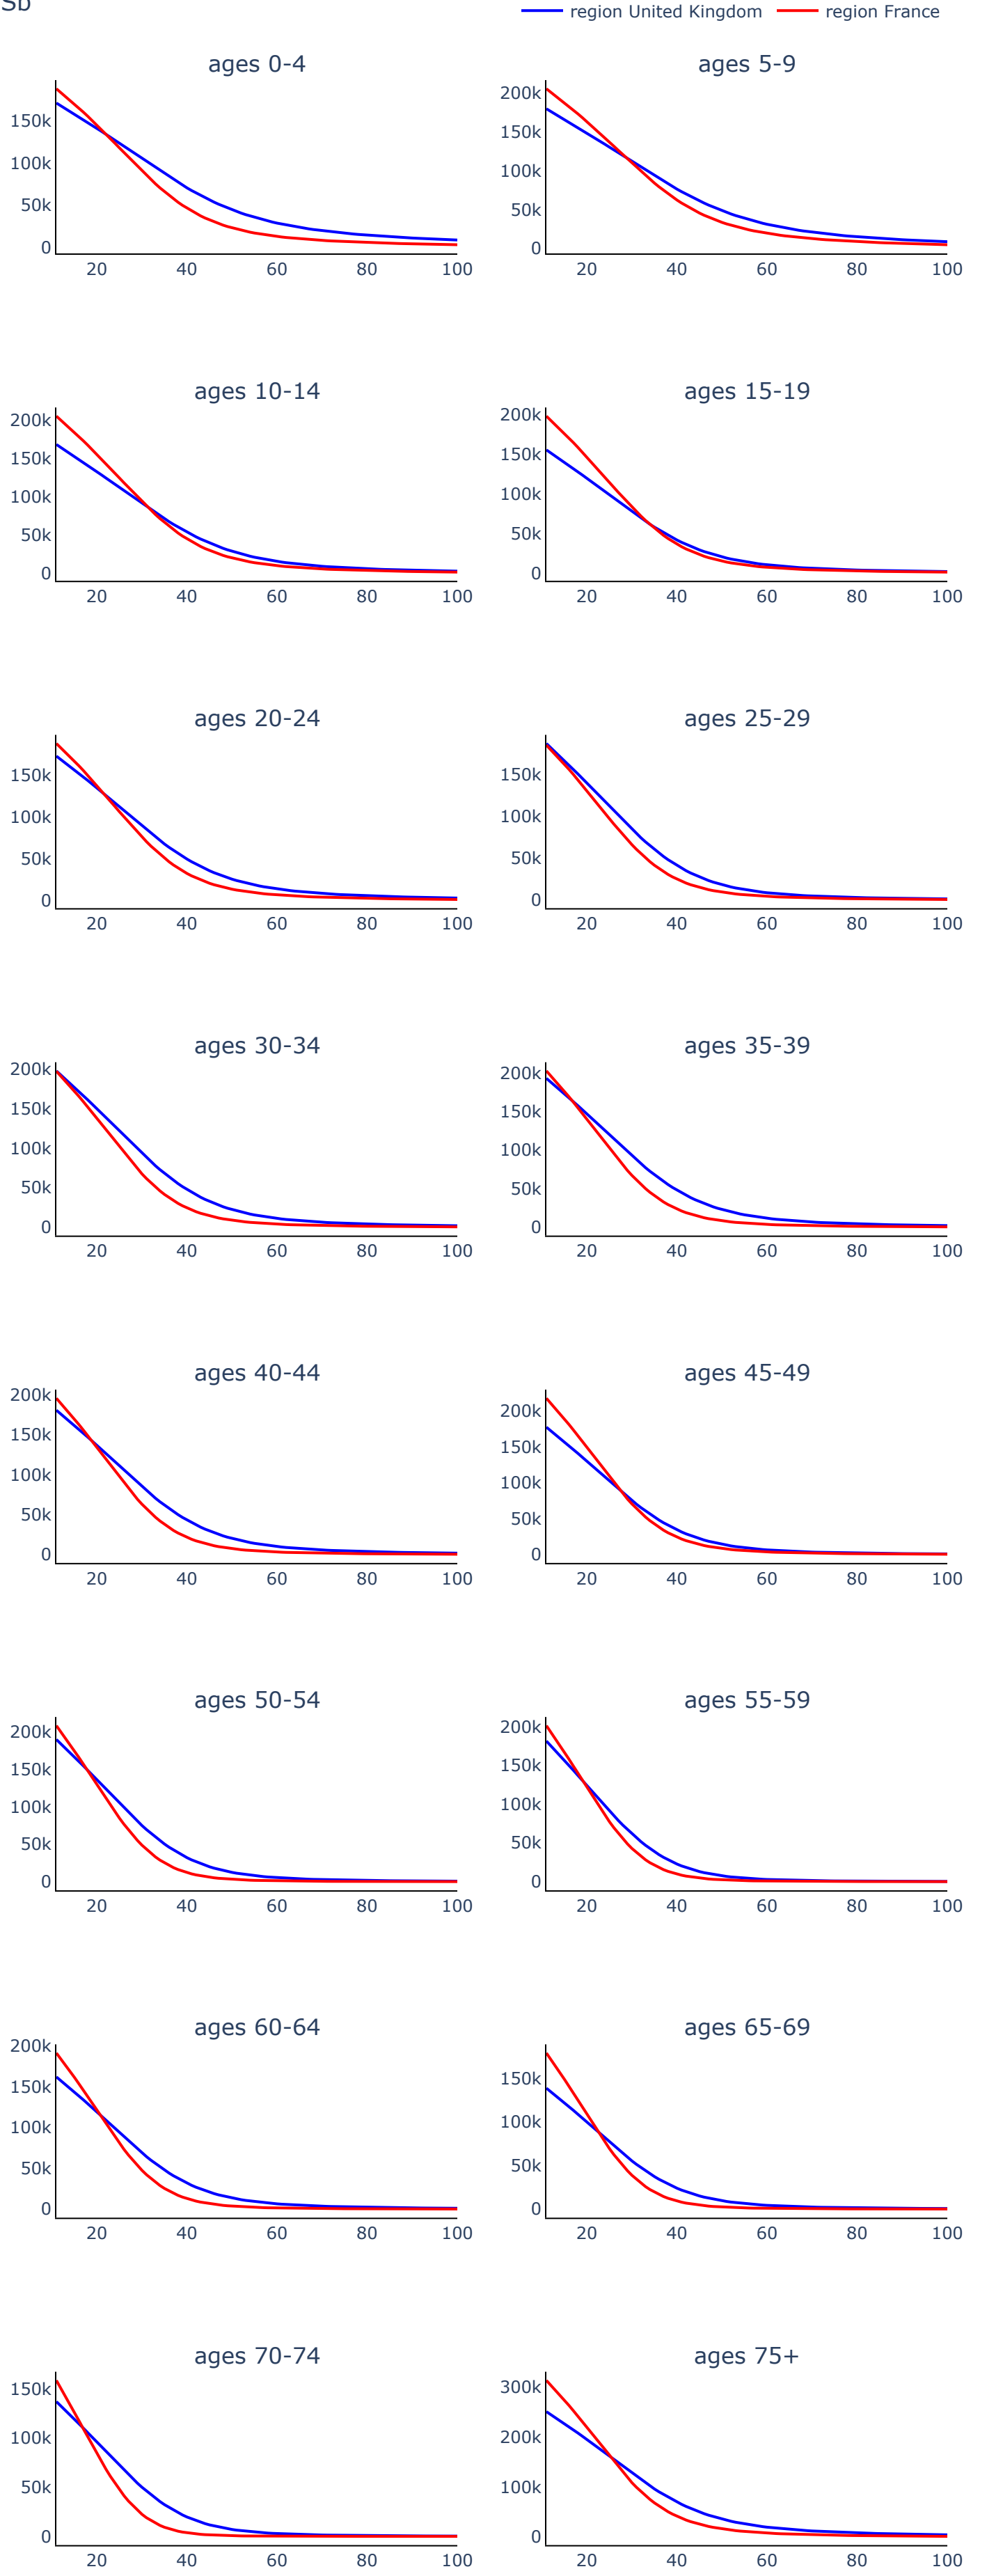 Sb
region United Kingdom region France
ages 0-4 ages 5-9
150k
100k
50k
0
20 40 60 80 100
200k
150k
100k
50k
0
20 40 60 80 100
ages 10-14 ages 15-19
200k
150k
100k
50k
0
20 40 60 80 100
200k
150k
100k
50k
0
20 40 60 80 100
ages 20-24 ages 25-29
150k
100k
50k
0
20 40 60 80 100
150k
100k
50k
0
20 40 60 80 100
ages 30-34 ages 35-39
200k
150k
100k
50k
0
20 40 60 80 100
200k
150k
100k
50k
0
20 40 60 80 100
ages 40-44 ages 45-49
200k
150k
100k
50k
0
20 40 60 80 100
200k
150k
100k
50k
0
20 40 60 80 100
ages 50-54 ages 55-59
200k
150k
100k
50k
0
20 40 60 80 100
200k
150k
100k
50k
0
20 40 60 80 100
ages 60-64 ages 65-69
200k
150k
100k
50k
0
20 40 60 80 100
150k
100k
50k
0
20 40 60 80 100
ages 70-74 ages 75+
150k
100k
50k
0
20 40 60 80 100
300k
200k
100k
0
20 40 60 80 100